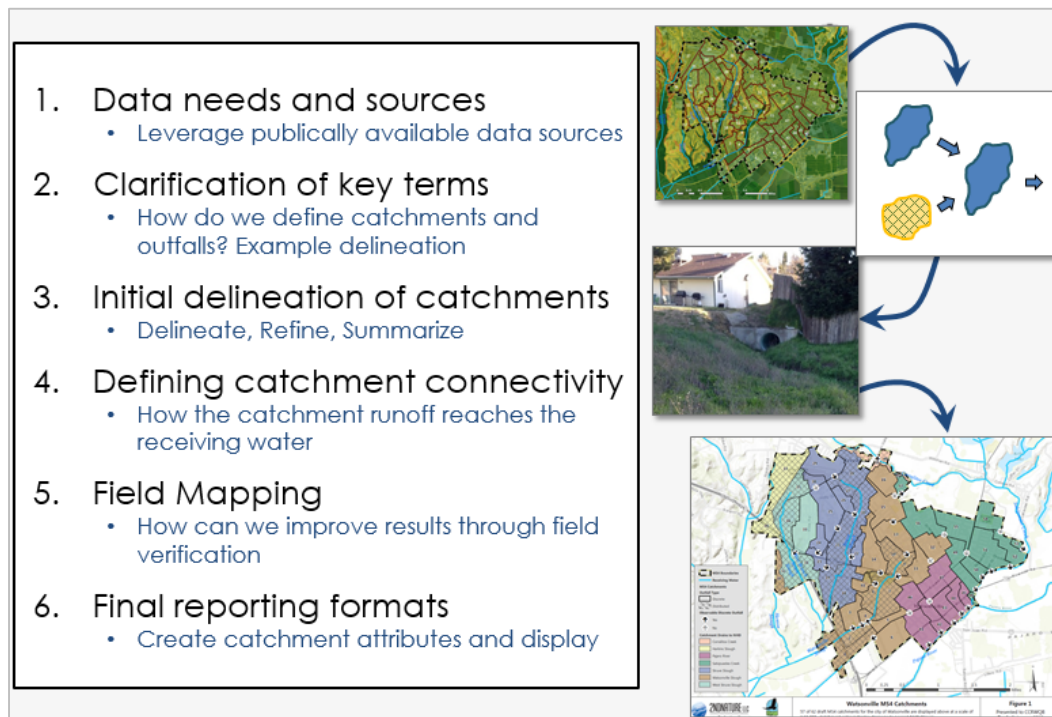 1. Data needs and sources
• Leverage publically available data sources
2. Clarification of key terms
• How do we define catchments and
outfalls? Example delineation
3. Initial delineation of catchments
• Delineate, Refine, Summarize
4. Defining catchment connectivity
• How the catchment runoff reaches the
receiving water
5. Field Mapping
• How can we improve results through field
verification
6. Final reporting formats
• Create catchment attributes and display
Watsonville MS4 Catchments
Figure 1
2NDNATURE LLC